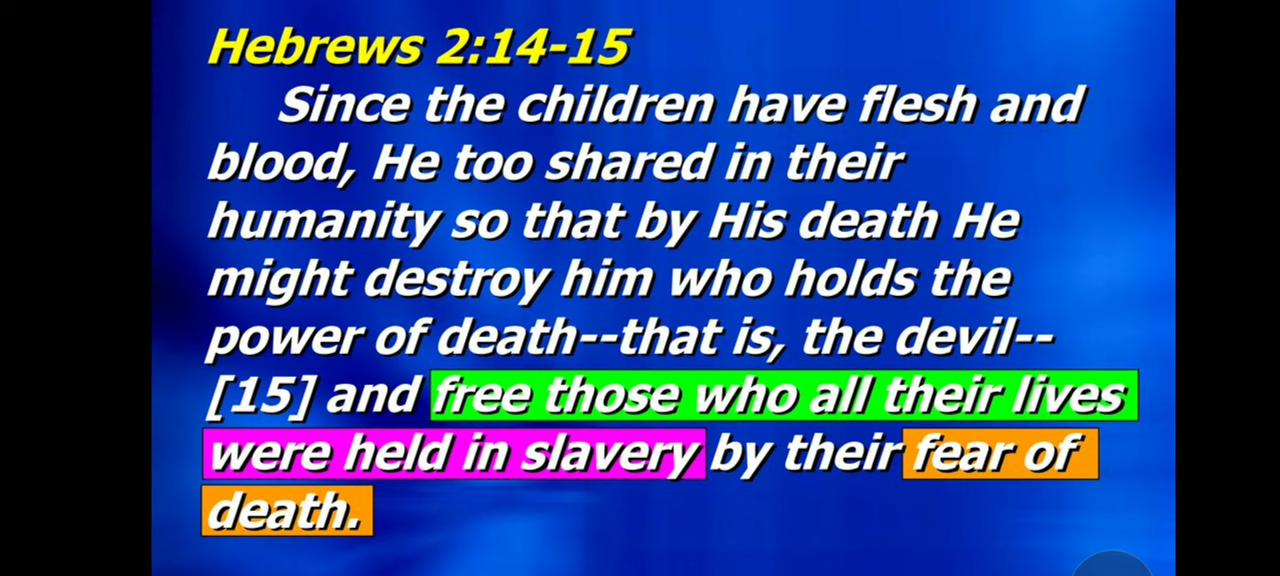 Hebrews 2:14-15
Since the children have flesh and
blood, He too shared in their
humanity so that by His death He
might destroy him who holds the
power of death--that is, the devil--
[15] and free those who all their lives
were held in slavery by their fear of
death.